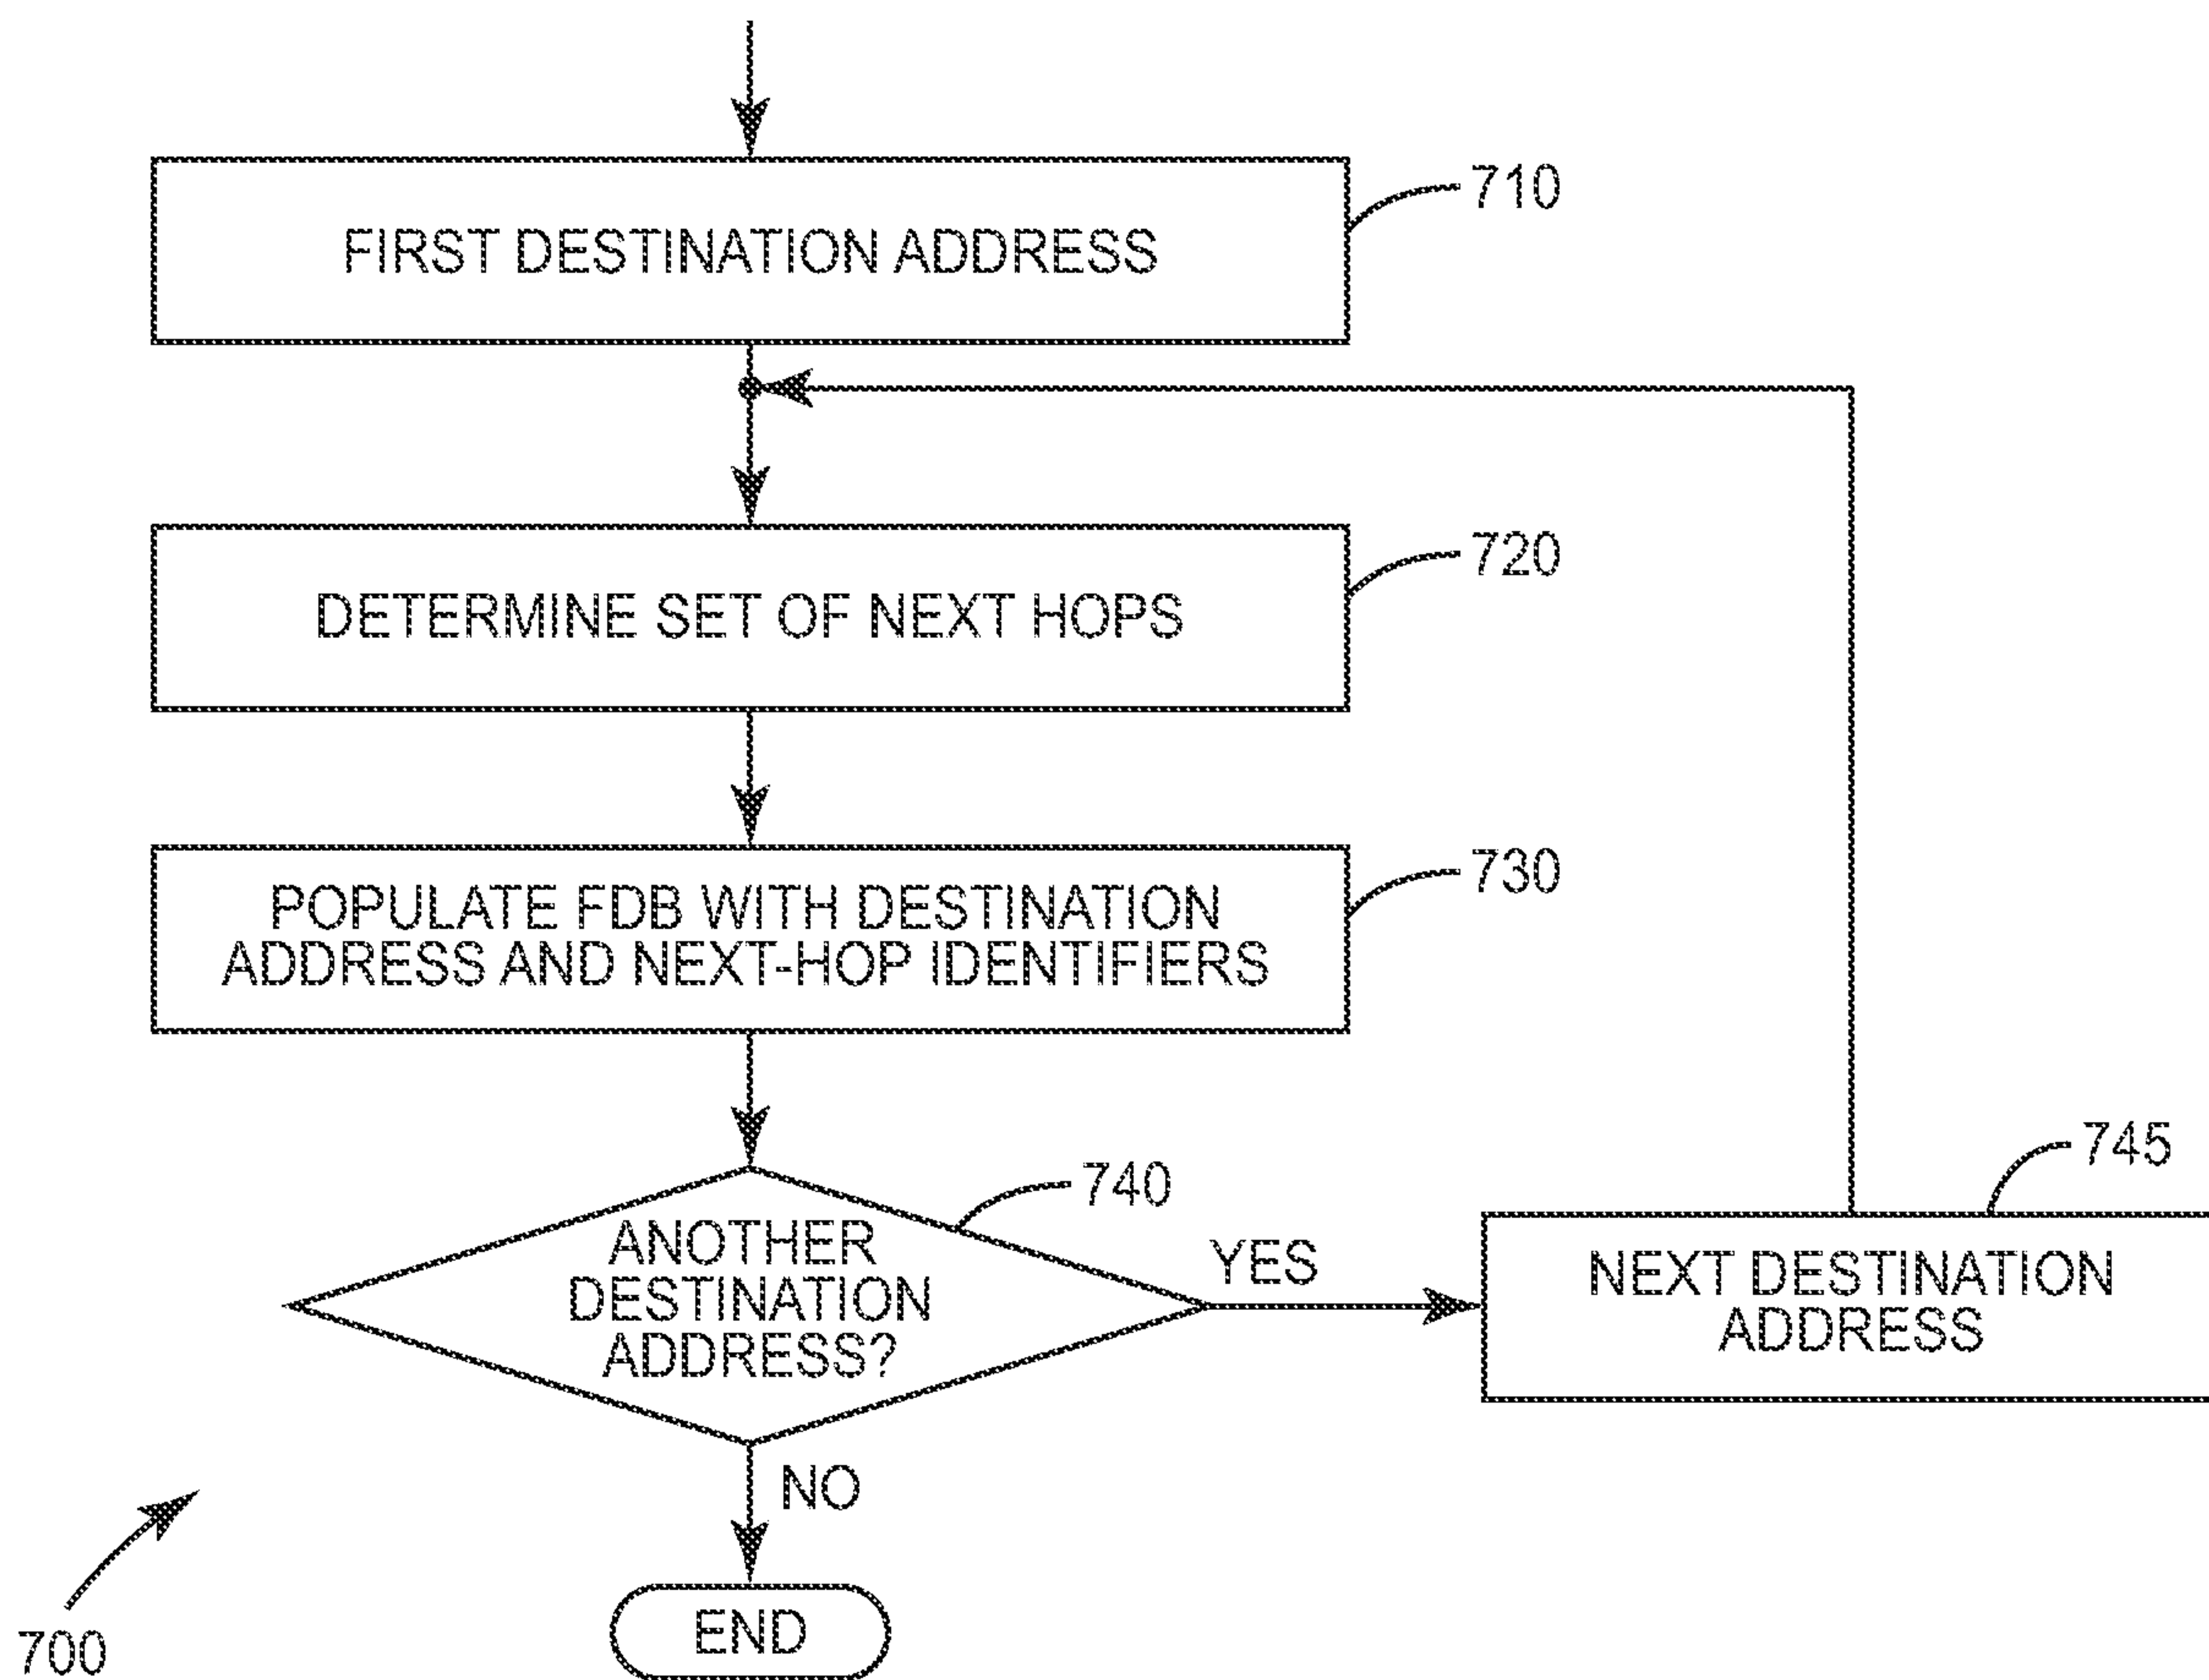 FIRST DESTINATION ADDRESS
710
DETERMINE SET OF NEXT HOPS
720
POPULATE FDB WITH DESTINATION
ADDRESS AND NEXT-HOP IDENTIFIERS
730
ANOTHER
DESTINATION
ADDRESS?
740
YES
NEXT DESTINATION
ADDRESS
745
NO
END
700